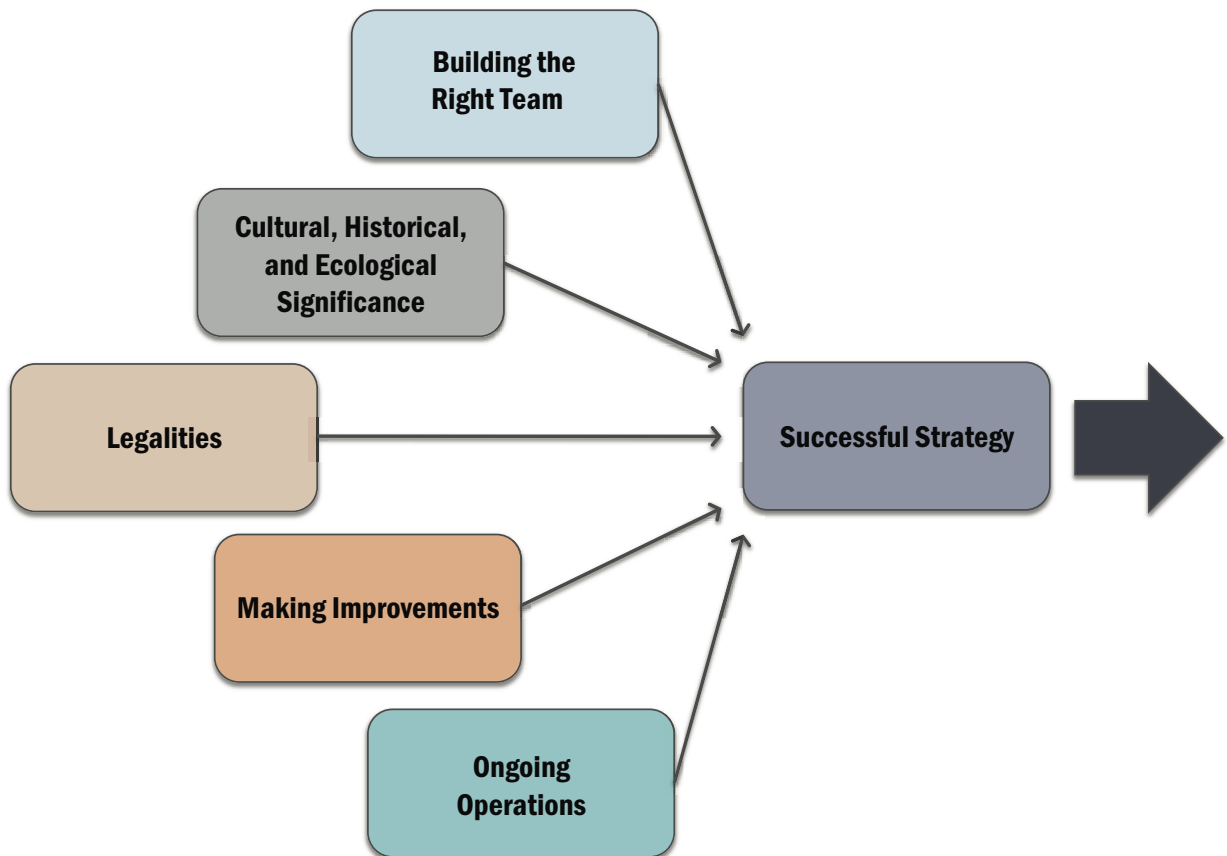 Building the
Right Team
Cultural, Historical,
and Ecological
Significance
Legalities
Successful Strategy
Making Improvements
Ongoing
Operations